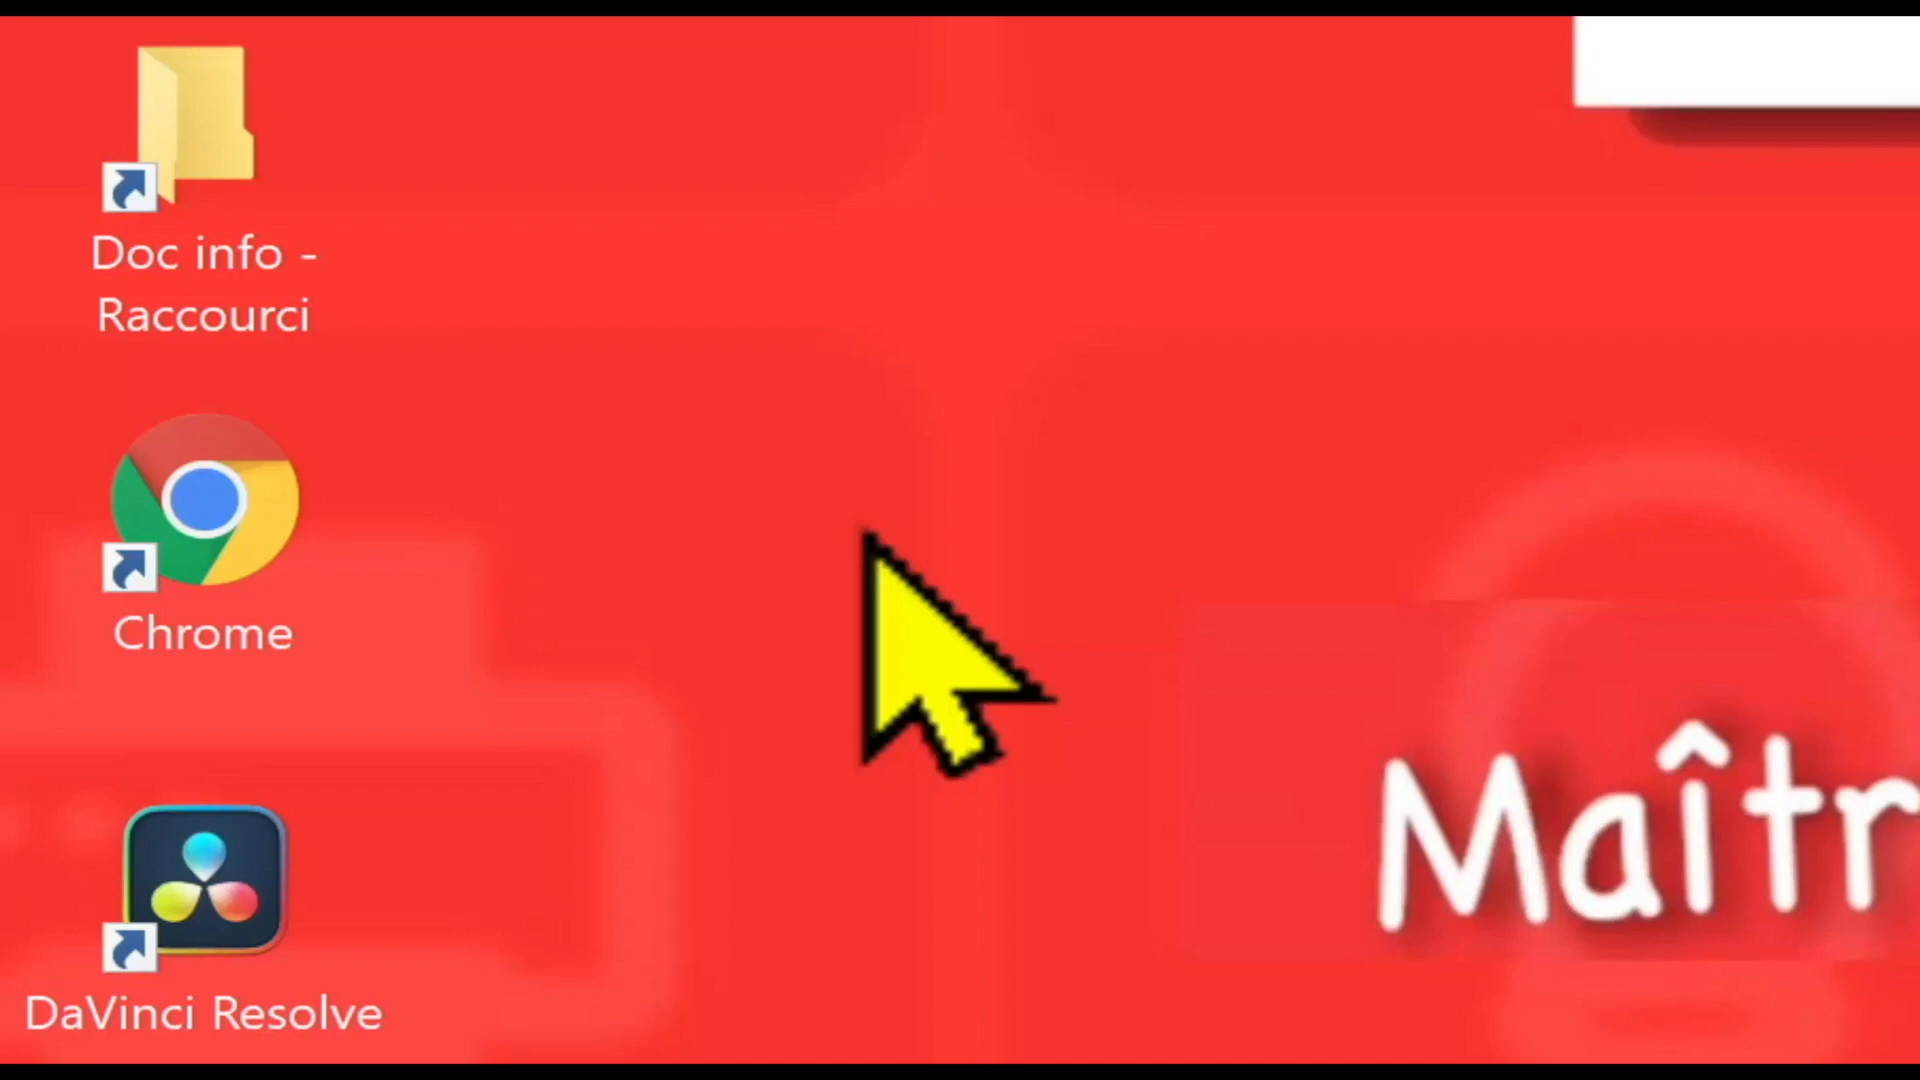 Doc info -
Raccourci
Chrome
Maîtr
DaVinci Resolve